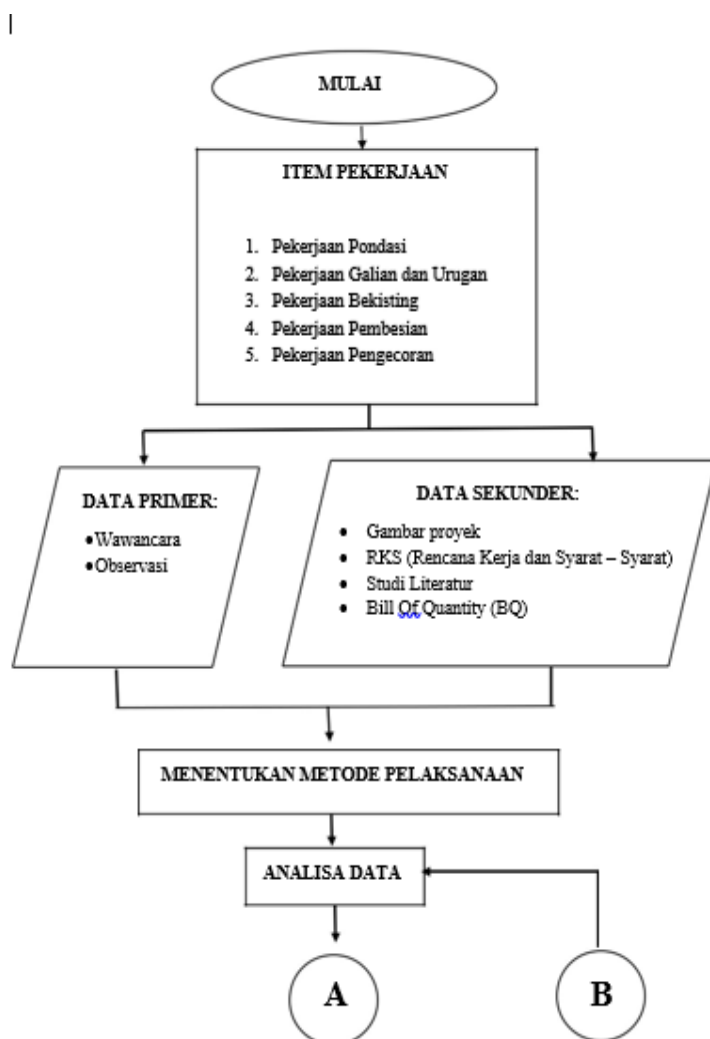 MULAI
ITEM PEKERJAAN
1. Pekerjaan Pondasi
2. Pekerjaan Galian dan Urugan
3. Pekerjaan Bekisting
4. Pekerjaan Pembesian
5. Pekerjaan Pengecoran
DATA PRIMER:
•Wawancara
•Observasi
DATA SEKUNDER:
• Gambar proyek
• RKS (Rencana Kerja dan Syarat – Syarat)
• Studi Literatur
• Bill Of Quantity (BQ)
MENENTUKAN METODE PELAKSANAAN
ANALISA DATA
A
B